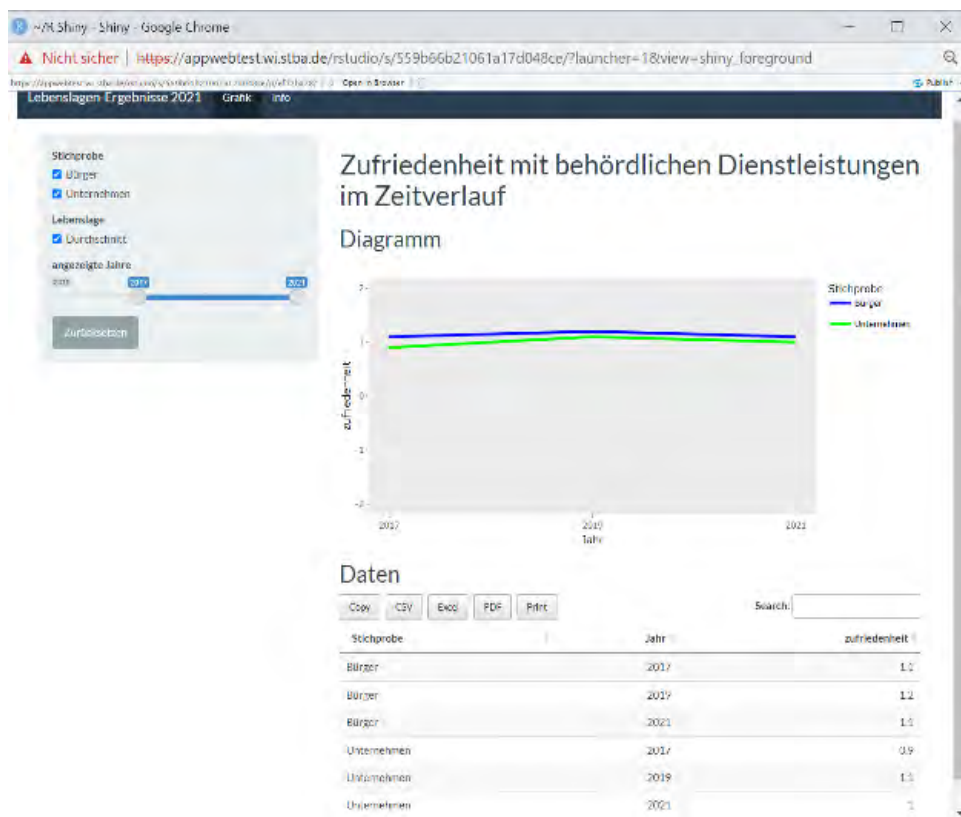 ~/R Shiny - Shiny - Google Chrome
Nicht sicher | https://appwebtest.wi.stba.de/rstudio/s/559b66b21061a17d048ce/?launcher=1&view=shiny_foreground
Open in Browser
Publish
Lebenslagen-Ergebnisse 2021 Grafik Info
Stichprobe
Bürger
Unternehmen
Lebenslage
Durchschnitt
angezeigte Jahre
2017 2021
Zurücksetzen
Zufriedenheit mit behördlichen Dienstleistungen
im Zeitverlauf
Diagramm
2
1
0
-1
-2
zufriedenheit
2017 2019 2021
Jahr
Stichprobe
Bürger
Unternehmen
Daten
Copy CSV Excel PDF Print Search:
Stichprobe Jahr zufriedenheit
Bürger 2017 1.1
Bürger 2019 1.2
Bürger 2021 1.1
Unternehmen 2017 0.9
Unternehmen 2019 1.1
Unternehmen 2021 1